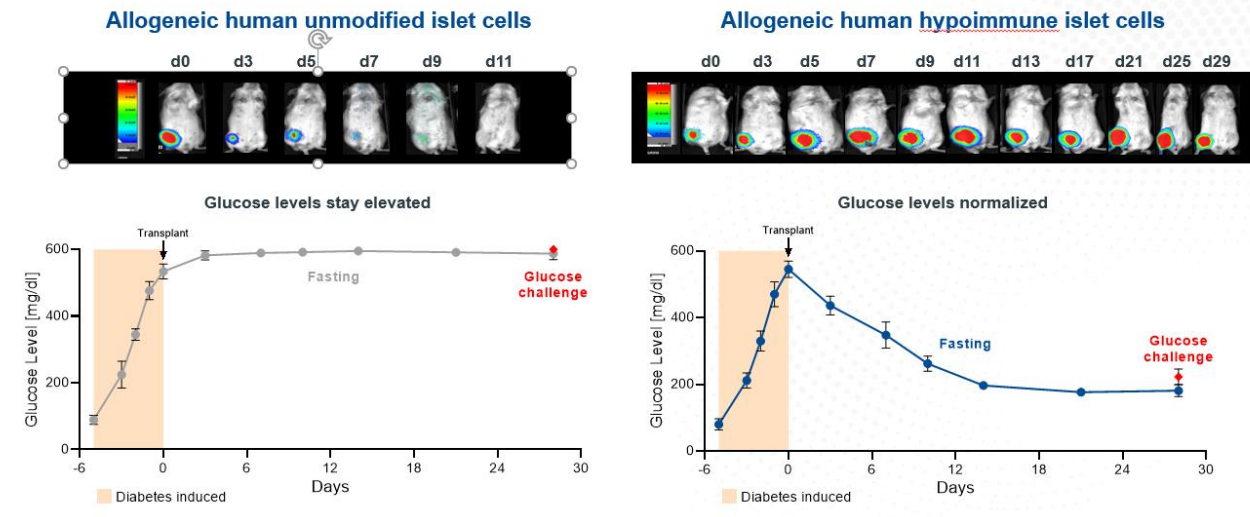 Allogeneic human unmodified islet cells
d0 d3 d5 d7 d9 d11
Glucose levels stay elevated
Transplant
600
400
200
0
Glucose Level [mg/dl]
Fasting
Glucose
challenge
-6 0 6 12 18 24 30
Days
Diabetes induced
Allogeneic human hypoimmune islet cells
d0 d3 d5 d7 d9 d11 d13 d17 d21 d25 d29
Glucose levels normalized
Transplant
600
400
200
0
Glucose Level [mg/dl]
Fasting
Glucose
challenge
-6 0 6 12 18 24 30
Days
Diabetes induced